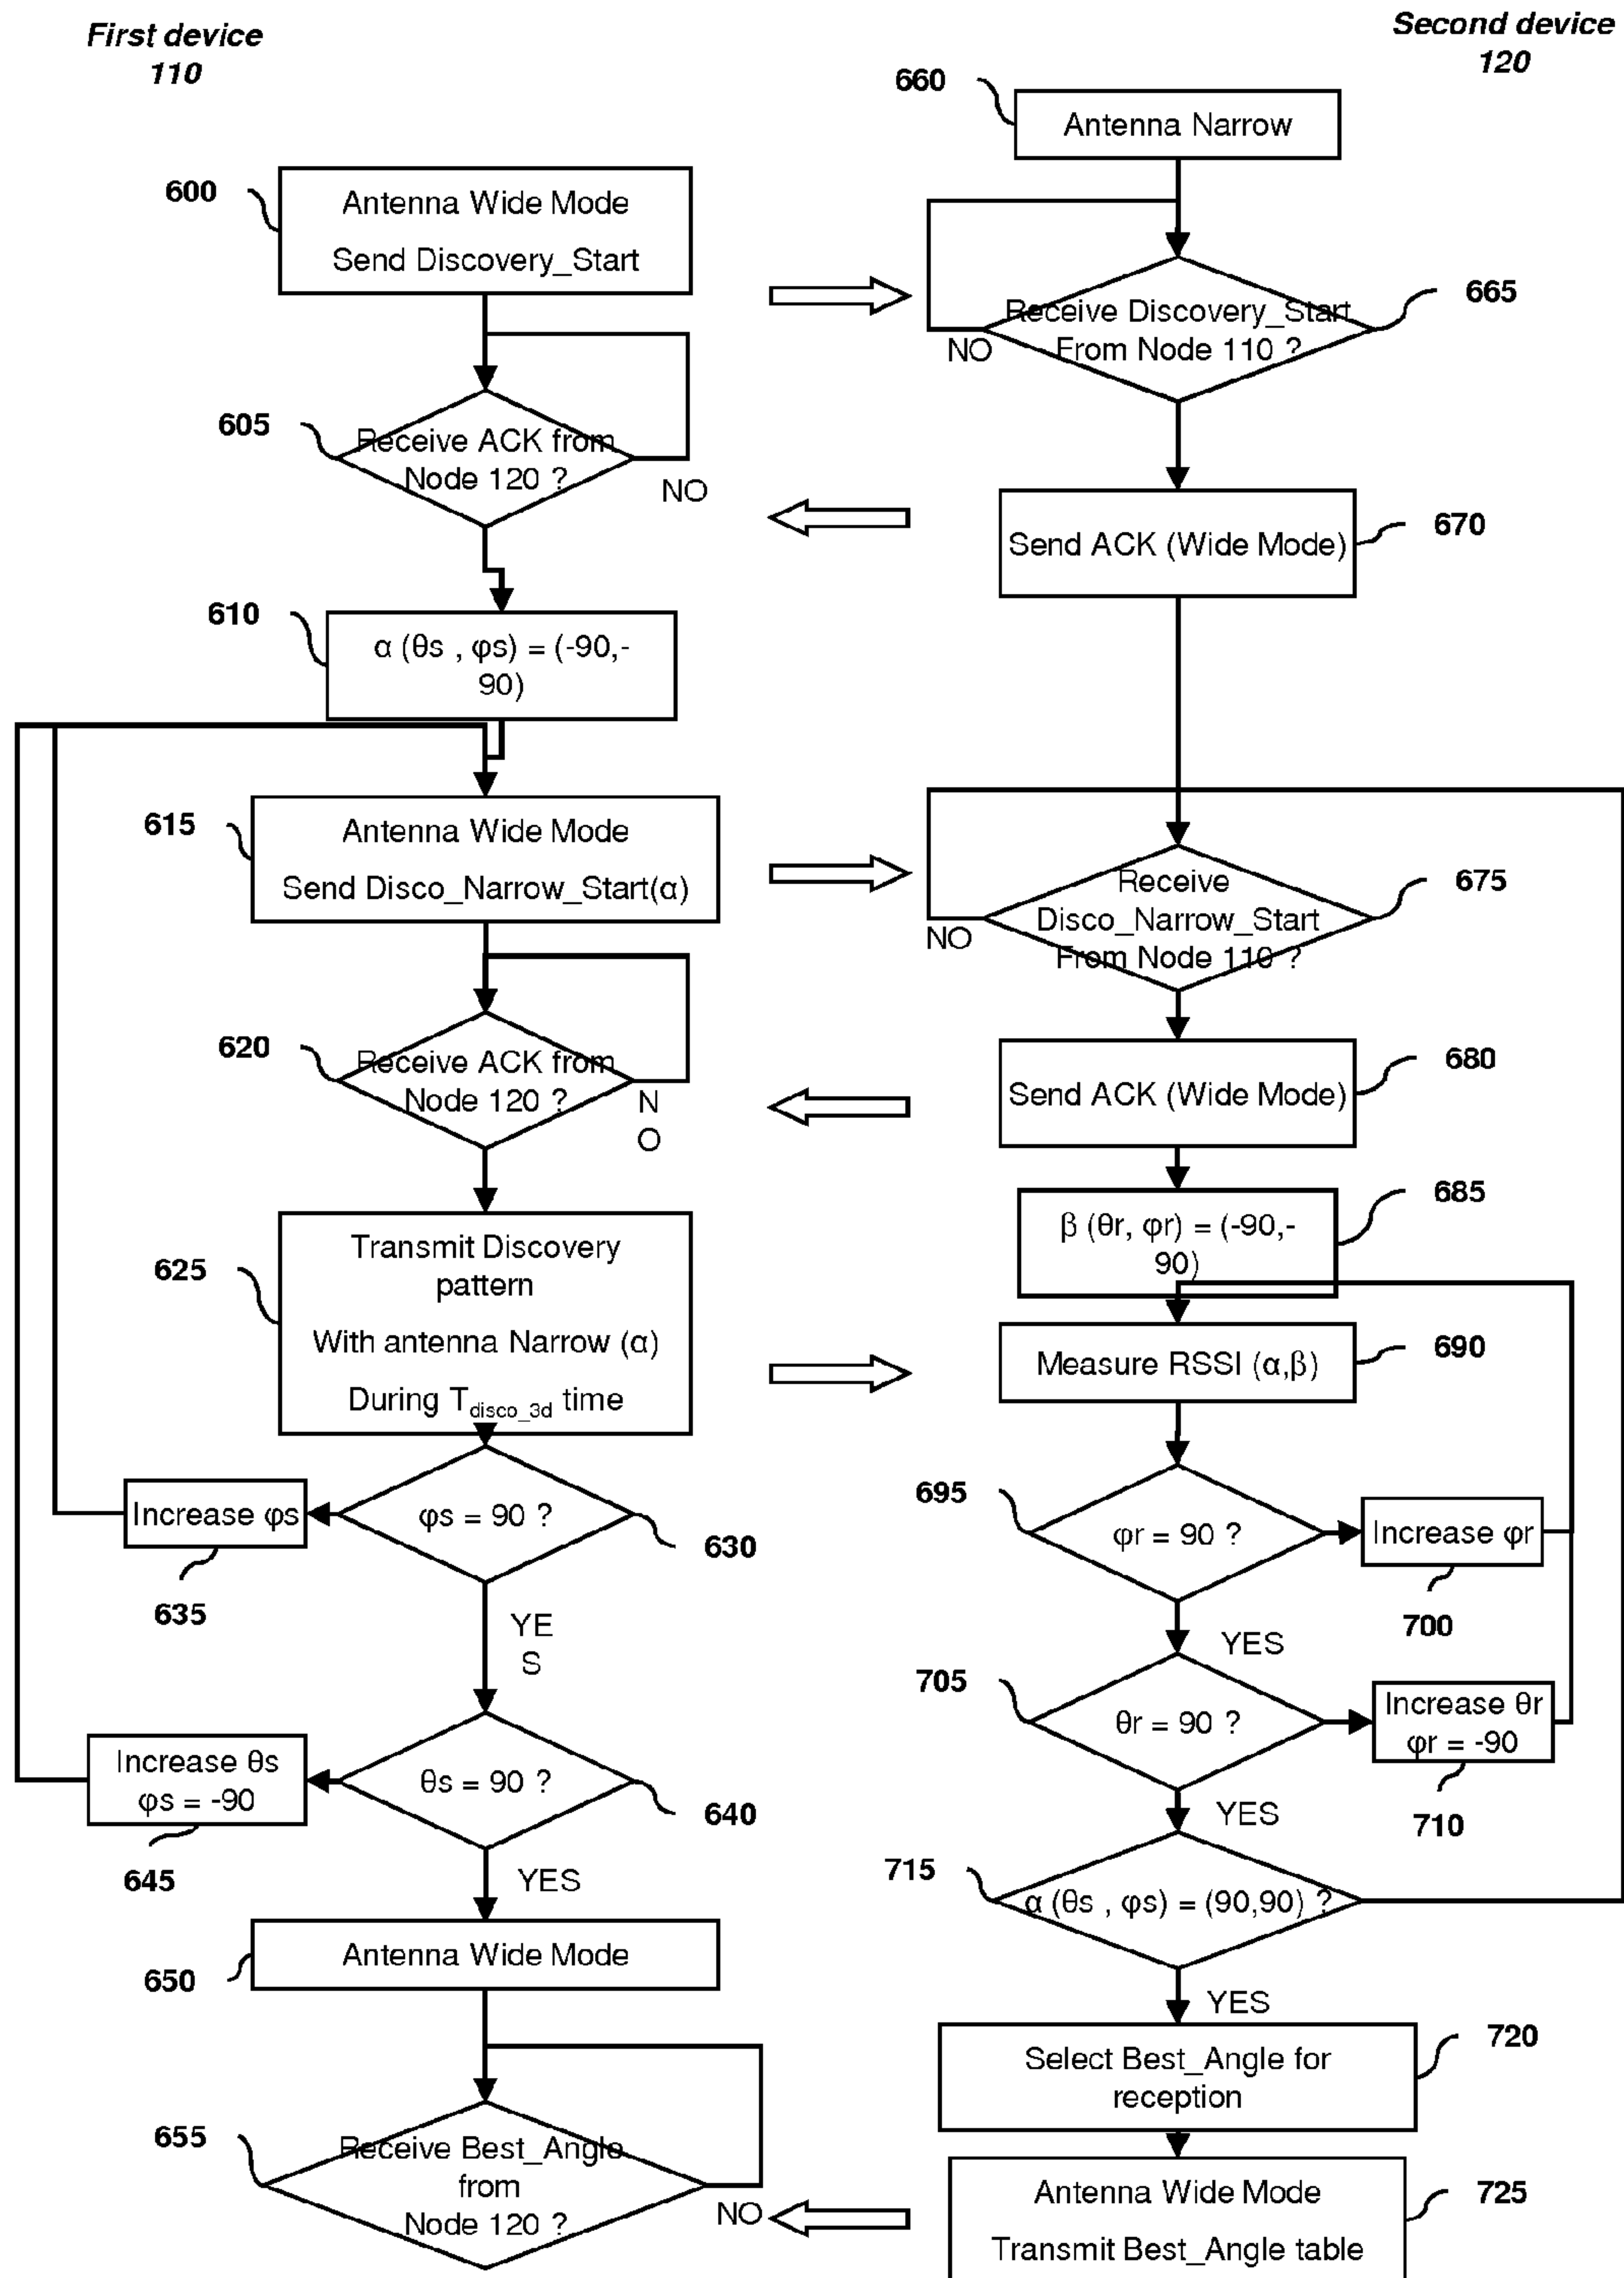 First device
110
Second device
120
660
Antenna Narrow
600
Antenna Wide Mode
Send Discovery_Start
665
Receive Discovery_Start
From Node 110 ?
NO
605
Receive ACK from
Node 120 ?
NO
670
Send ACK (Wide Mode)
610
α (θs , φs) = (-90,-
90)
615
Antenna Wide Mode
Send Disco_Narrow_Start(α)
675
Receive
Disco_Narrow_Start
From Node 110 ?
NO
620
Receive ACK from
Node 120 ?
N
O
680
Send ACK (Wide Mode)
685
β (θr, φr) = (-90,-
90)
625
Transmit Discovery
pattern
With antenna Narrow (α)
During Tdisco_3d time
690
Measure RSSI (α,β)
Increase φs
635
φs = 90 ?
630
YE
S
695
φr = 90 ?
Increase φr
700
YES
705
θr = 90 ?
Increase θr
φr = -90
710
YES
Increase θs
φs = -90
645
θs = 90 ?
640
YES
715
α (θs , φs) = (90,90) ?
YES
650
Antenna Wide Mode
720
Select Best_Angle for
reception
655
Receive Best_Angle
from
Node 120 ?
NO
725
Antenna Wide Mode
Transmit Best_Angle table